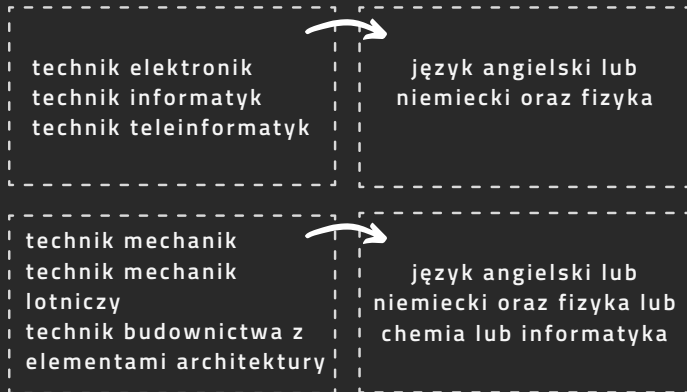 technik elektronik
technik informatyk
technik teleinformatyk
język angielski lub
niemiecki oraz fizyka
technik mechanik
technik mechanik
lotniczy
technik budownictwa z
elementami architektury
język angielski lub
niemiecki oraz fizyka lub
chemia lub informatyka